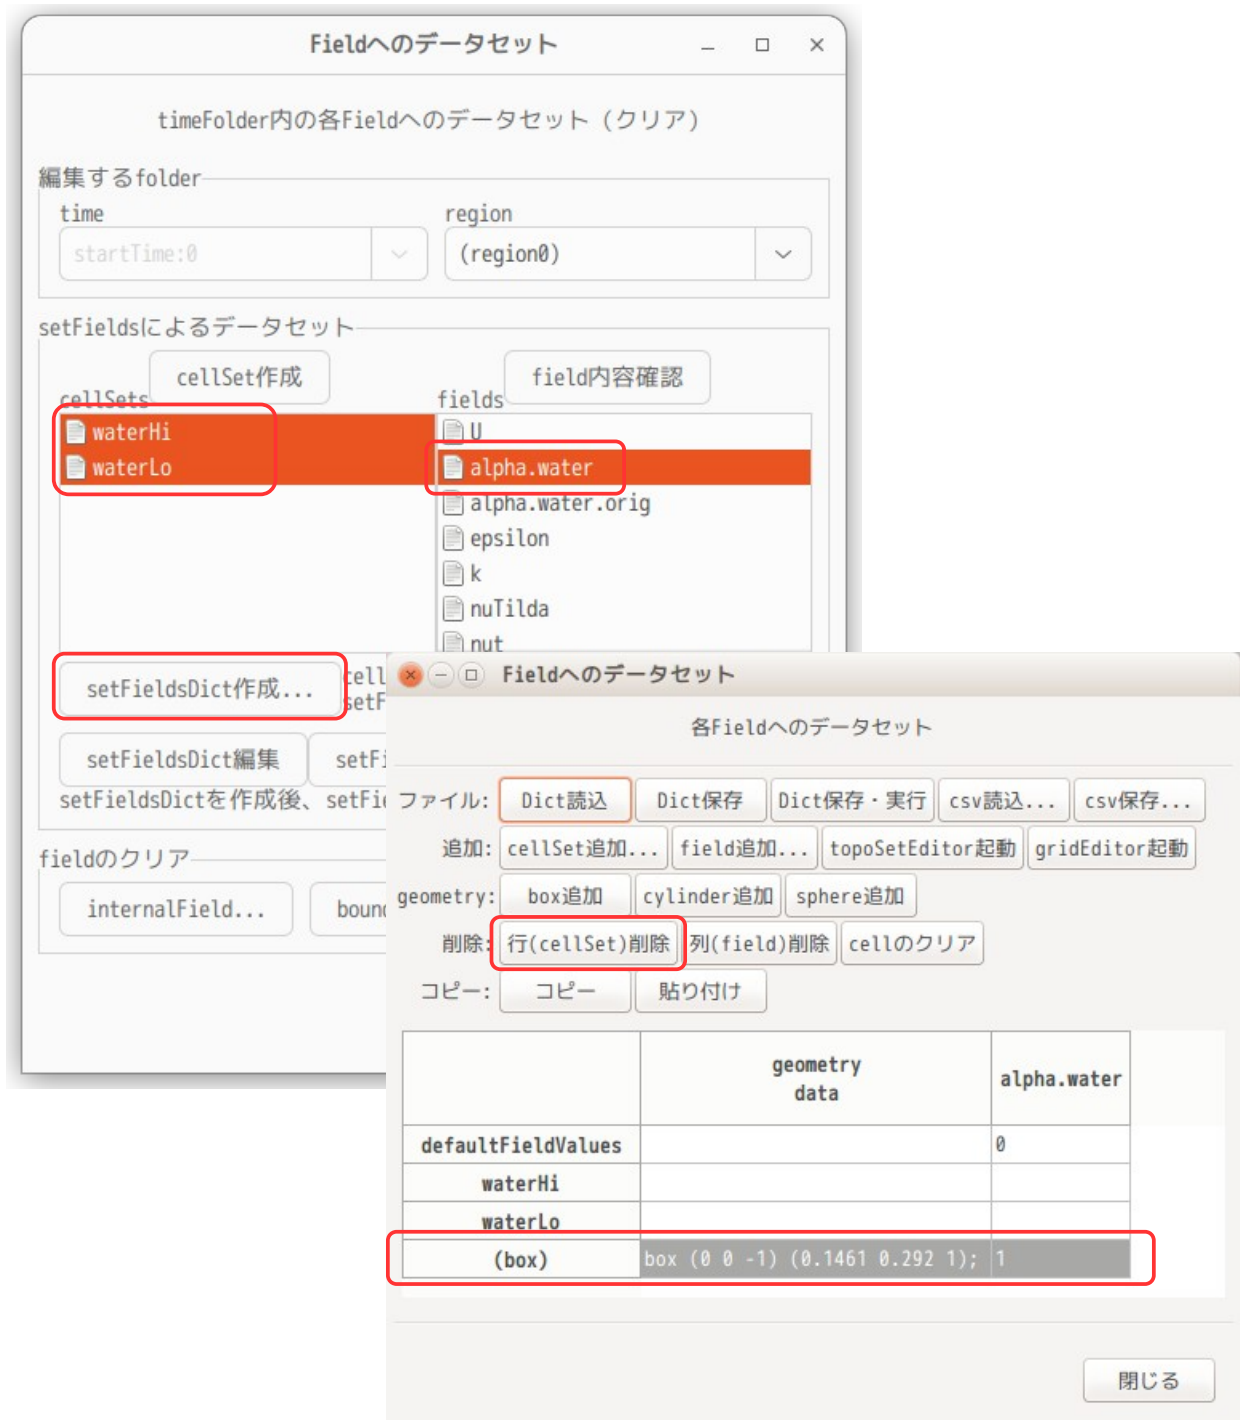 Fieldへのデータセット
timeFolder内の各Fieldへのデータセット（クリア）
編集するfolder
time
region
startTime:0
(region0)
setFieldsによるデータセット
cellSet作成
field内容確認
cellSets
fields
waterHi
waterLo
U
alpha.water
alpha.water.orig
epsilon
k
nuTilda
nut
setFieldsDict作成...
cell
setF
setFieldsDict編集
setFi
setFieldsDictを作成後、setFie
fieldのクリア
internalField...
boun
Fieldへのデータセット
各Fieldへのデータセット
ファイル: Dict読込 Dict保存 Dict保存・実行 csv読込... csv保存...
追加: cellSet追加... field追加... topoSetEditor起動 gridEditor起動
geometry: box追加 cylinder追加 sphere追加
削除: 行(cellSet)削除 列(field)削除 cellのクリア
コピー: コピー 貼り付け
geometry
data
alpha.water
defaultFieldValues 0
waterHi
waterLo
(box) box (0 0 -1) (0.1461 0.292 1); 1
閉じる